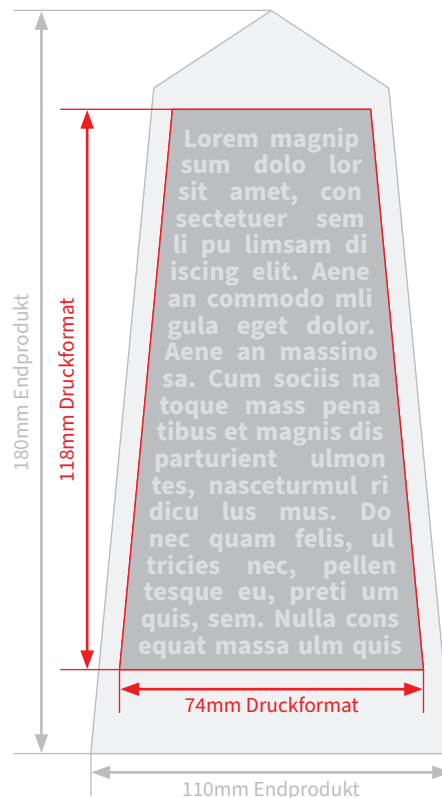 Lorem magnip
sum dolo lor
sit amet, con
sectetuer sem
li pu limsam di
iscing elit. Aene
an commodo mli
gula eget dolor.
Aene an massino
sa. Cum sociis na
toque mass pena
tibus et magnis dis
parturient ulmon
tes, nasceturmul ri
dicu lus mus. Do
nec quam felis, ul
tricies nec, pellen
tesque eu, preti um
quis, sem. Nulla cons
equat massa ulm quis
180mm Endprodukt
118mm Druckformat
74mm Druckformat
110mm Endprodukt